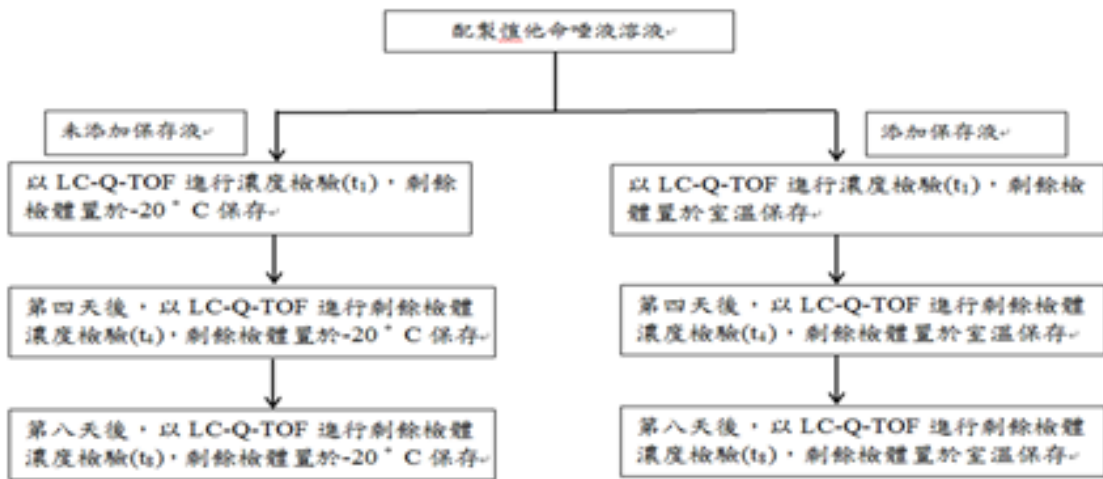 配製愷他命唾液溶液
未添加保存液
添加保存液
以 LC-Q-TOF 進行濃度檢驗(t₁)，剩餘
檢體置於-20°C 保存
以 LC-Q-TOF 進行濃度檢驗(t₁)，剩餘檢
體置於室溫保存
第四天後，以 LC-Q-TOF 進行剩餘檢體
濃度檢驗(t₄)，剩餘檢體置於-20°C 保存
第四天後，以 LC-Q-TOF 進行剩餘檢體
濃度檢驗(t₄)，剩餘檢體置於室溫保存
第八天後，以 LC-Q-TOF 進行剩餘檢體
濃度檢驗(t₈)，剩餘檢體置於-20°C 保存
第八天後，以 LC-Q-TOF 進行剩餘檢體
濃度檢驗(t₈)，剩餘檢體置於室溫保存